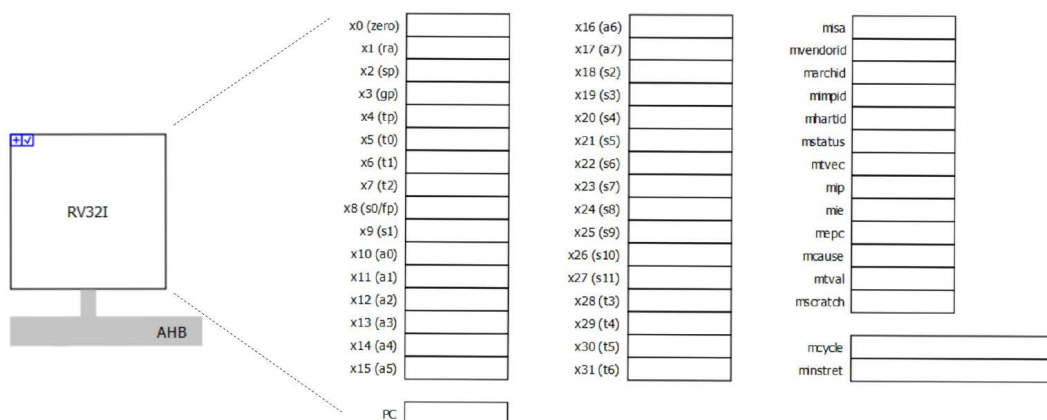 RV32I
AHB
x0 (zero)
x1 (ra)
x2 (sp)
x3 (gp)
x4 (tp)
x5 (t0)
x6 (t1)
x7 (t2)
x8 (s0/fp)
x9 (s1)
x10 (a0)
x11 (a1)
x12 (a2)
x13 (a3)
x14 (a4)
x15 (a5)
PC
x16 (a6)
x17 (a7)
x18 (s2)
x19 (s3)
x20 (s4)
x21 (s5)
x22 (s6)
x23 (s7)
x24 (s8)
x25 (s9)
x26 (s10)
x27 (s11)
x28 (t3)
x29 (t4)
x30 (t5)
x31 (t6)
misa
mvendorid
marchid
mimpid
mhartid
mstatus
mtvec
mip
mie
mepc
mcause
mtval
mscratch
mcycle
minstret